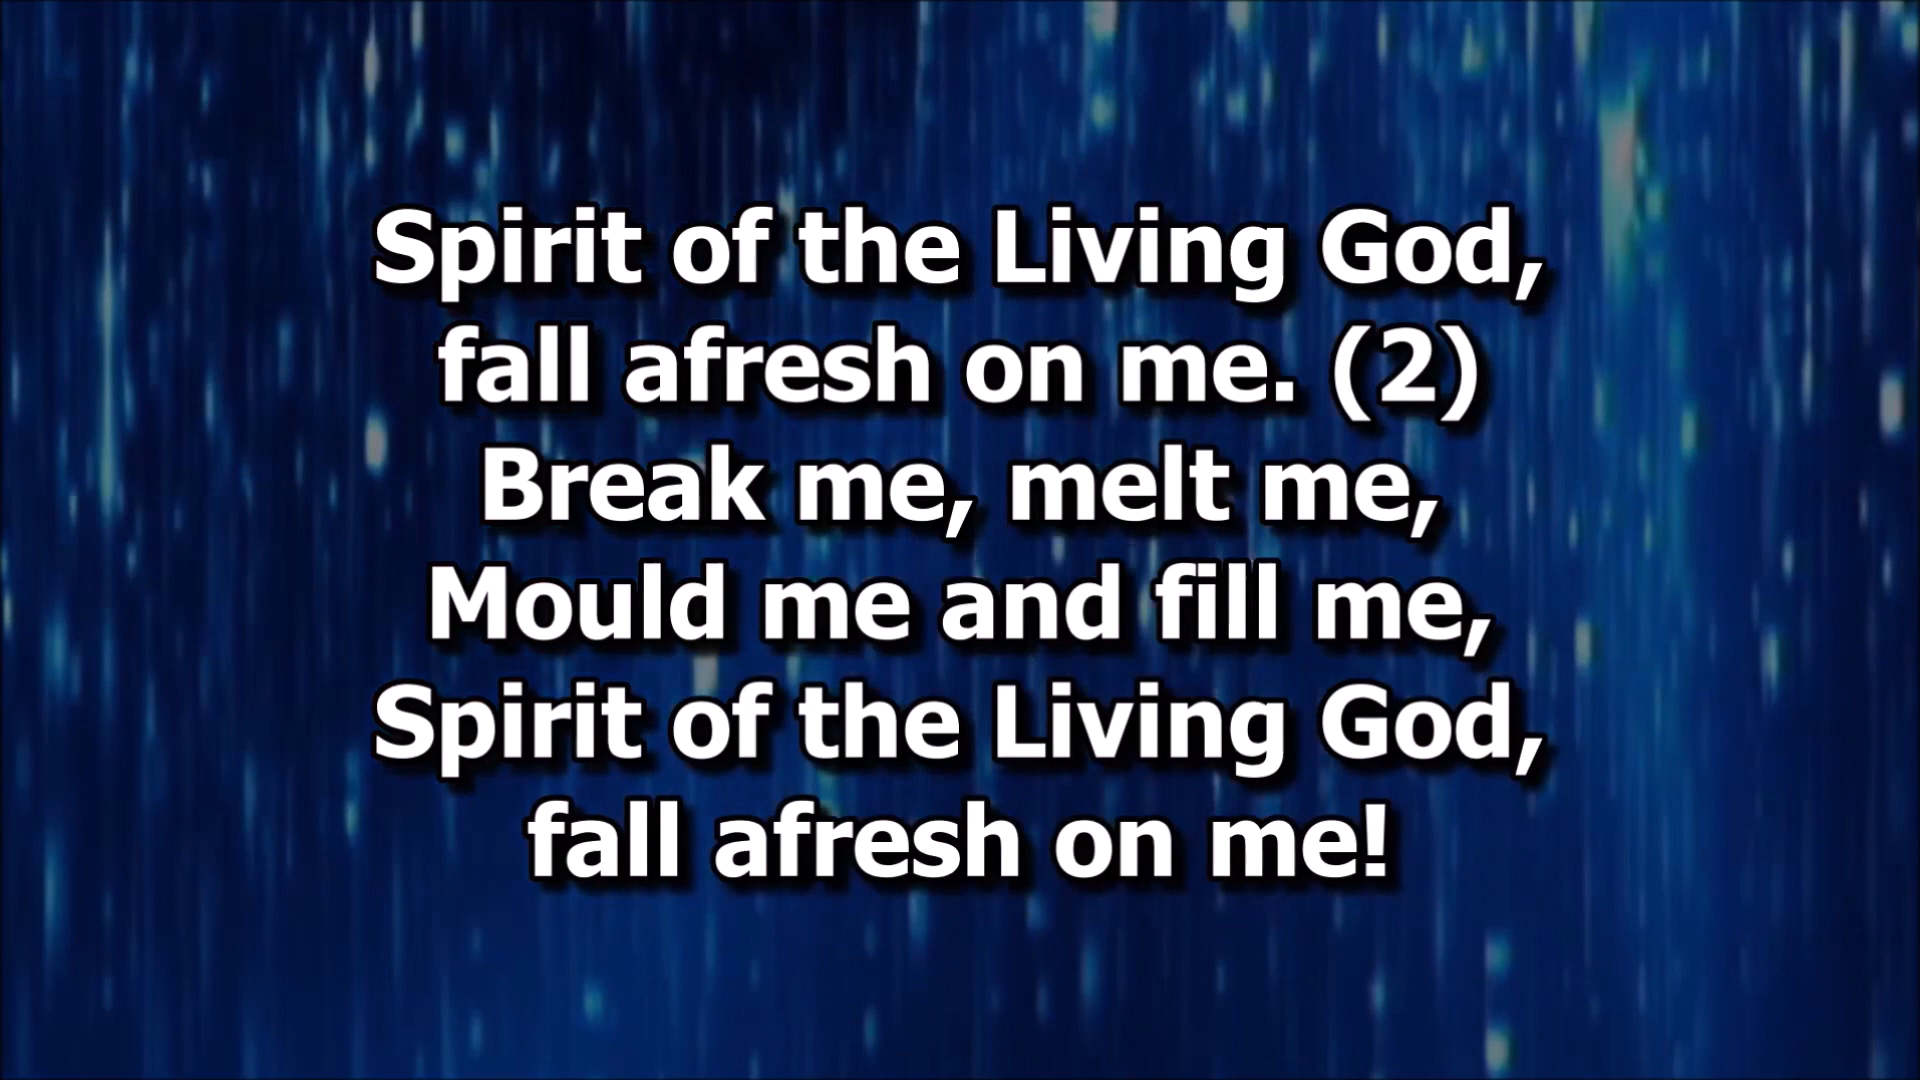 Spirit of the Living God,
fall afresh on me. (2)
Break me, melt me,
Mould me and fill me,
Spirit of the Living God,
fall afresh on me!